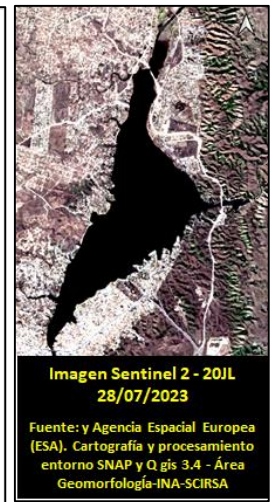 Imagen Sentinel 2 - 20JL
28/07/2023
Fuente: y Agencia Espacial Europea
(ESA). Cartografía y procesamiento
entorno SNAP y Q gis 3.4 - Área
Geomorfología-INA-SCIRSA